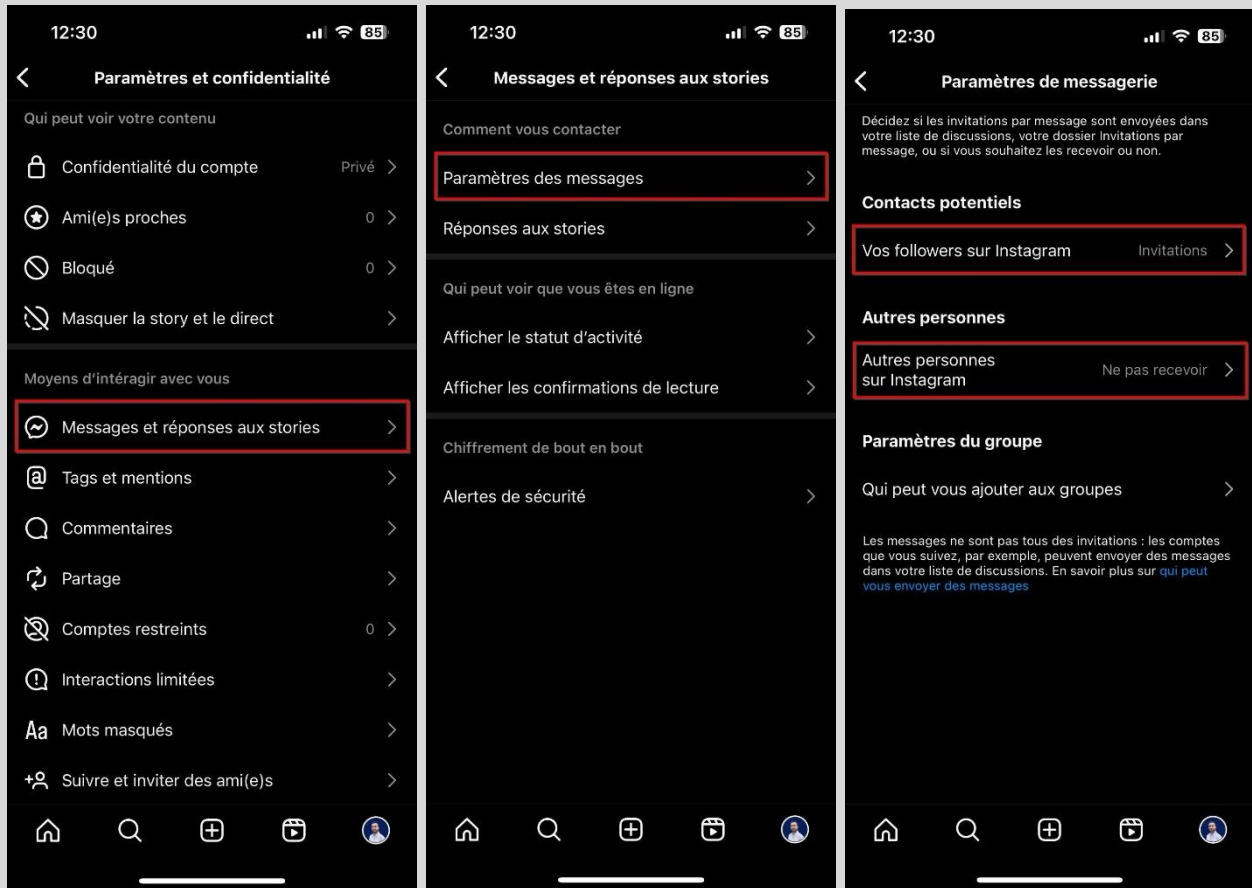 12:30
85
Paramètres et confidentialité
Qui peut voir votre contenu
Confidentialité du compte Privé
Ami(e)s proches 0
Bloqué 0
Masquer la story et le direct
Moyens d’intéragir avec vous
Messages et réponses aux stories
Tags et mentions
Commentaires
Partage
Comptes restreints 0
Interactions limitées
Aa Mots masqués
Suivre et inviter des ami(e)s
12:30
85
Messages et réponses aux stories
Comment vous contacter
Paramètres des messages
Réponses aux stories
Qui peut voir que vous êtes en ligne
Afficher le statut d’activité
Afficher les confirmations de lecture
Chiffrement de bout en bout
Alertes de sécurité
12:30
85
Paramètres de messagerie
Décidez si les invitations par message sont envoyées dans
votre liste de discussions, votre dossier Invitations par
message, ou si vous souhaitez les recevoir ou non.
Contacts potentiels
Vos followers sur Instagram Invitations
Autres personnes
Autres personnes
sur Instagram Ne pas recevoir
Paramètres du groupe
Qui peut vous ajouter aux groupes
Les messages ne sont pas tous des invitations : les comptes
que vous suivez, par exemple, peuvent envoyer des messages
dans votre liste de discussions. En savoir plus sur qui peut
vous envoyer des messages